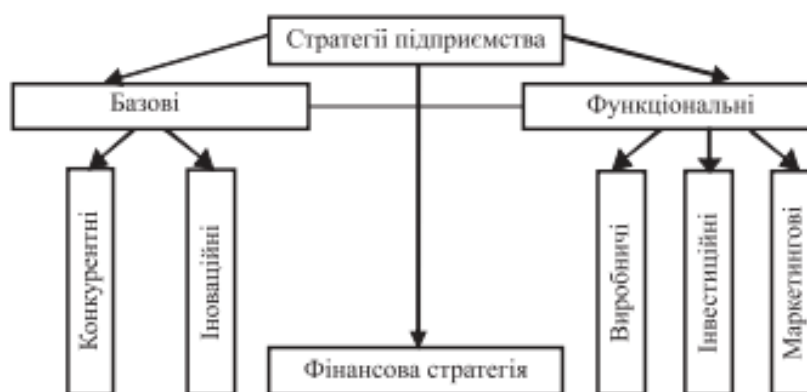 Стратегії підприємства
Базові
Функціональні
Конкурентні
Іноваційні
Виробничі
Інвестиційні
Маркетингові
Фінансова стратегія